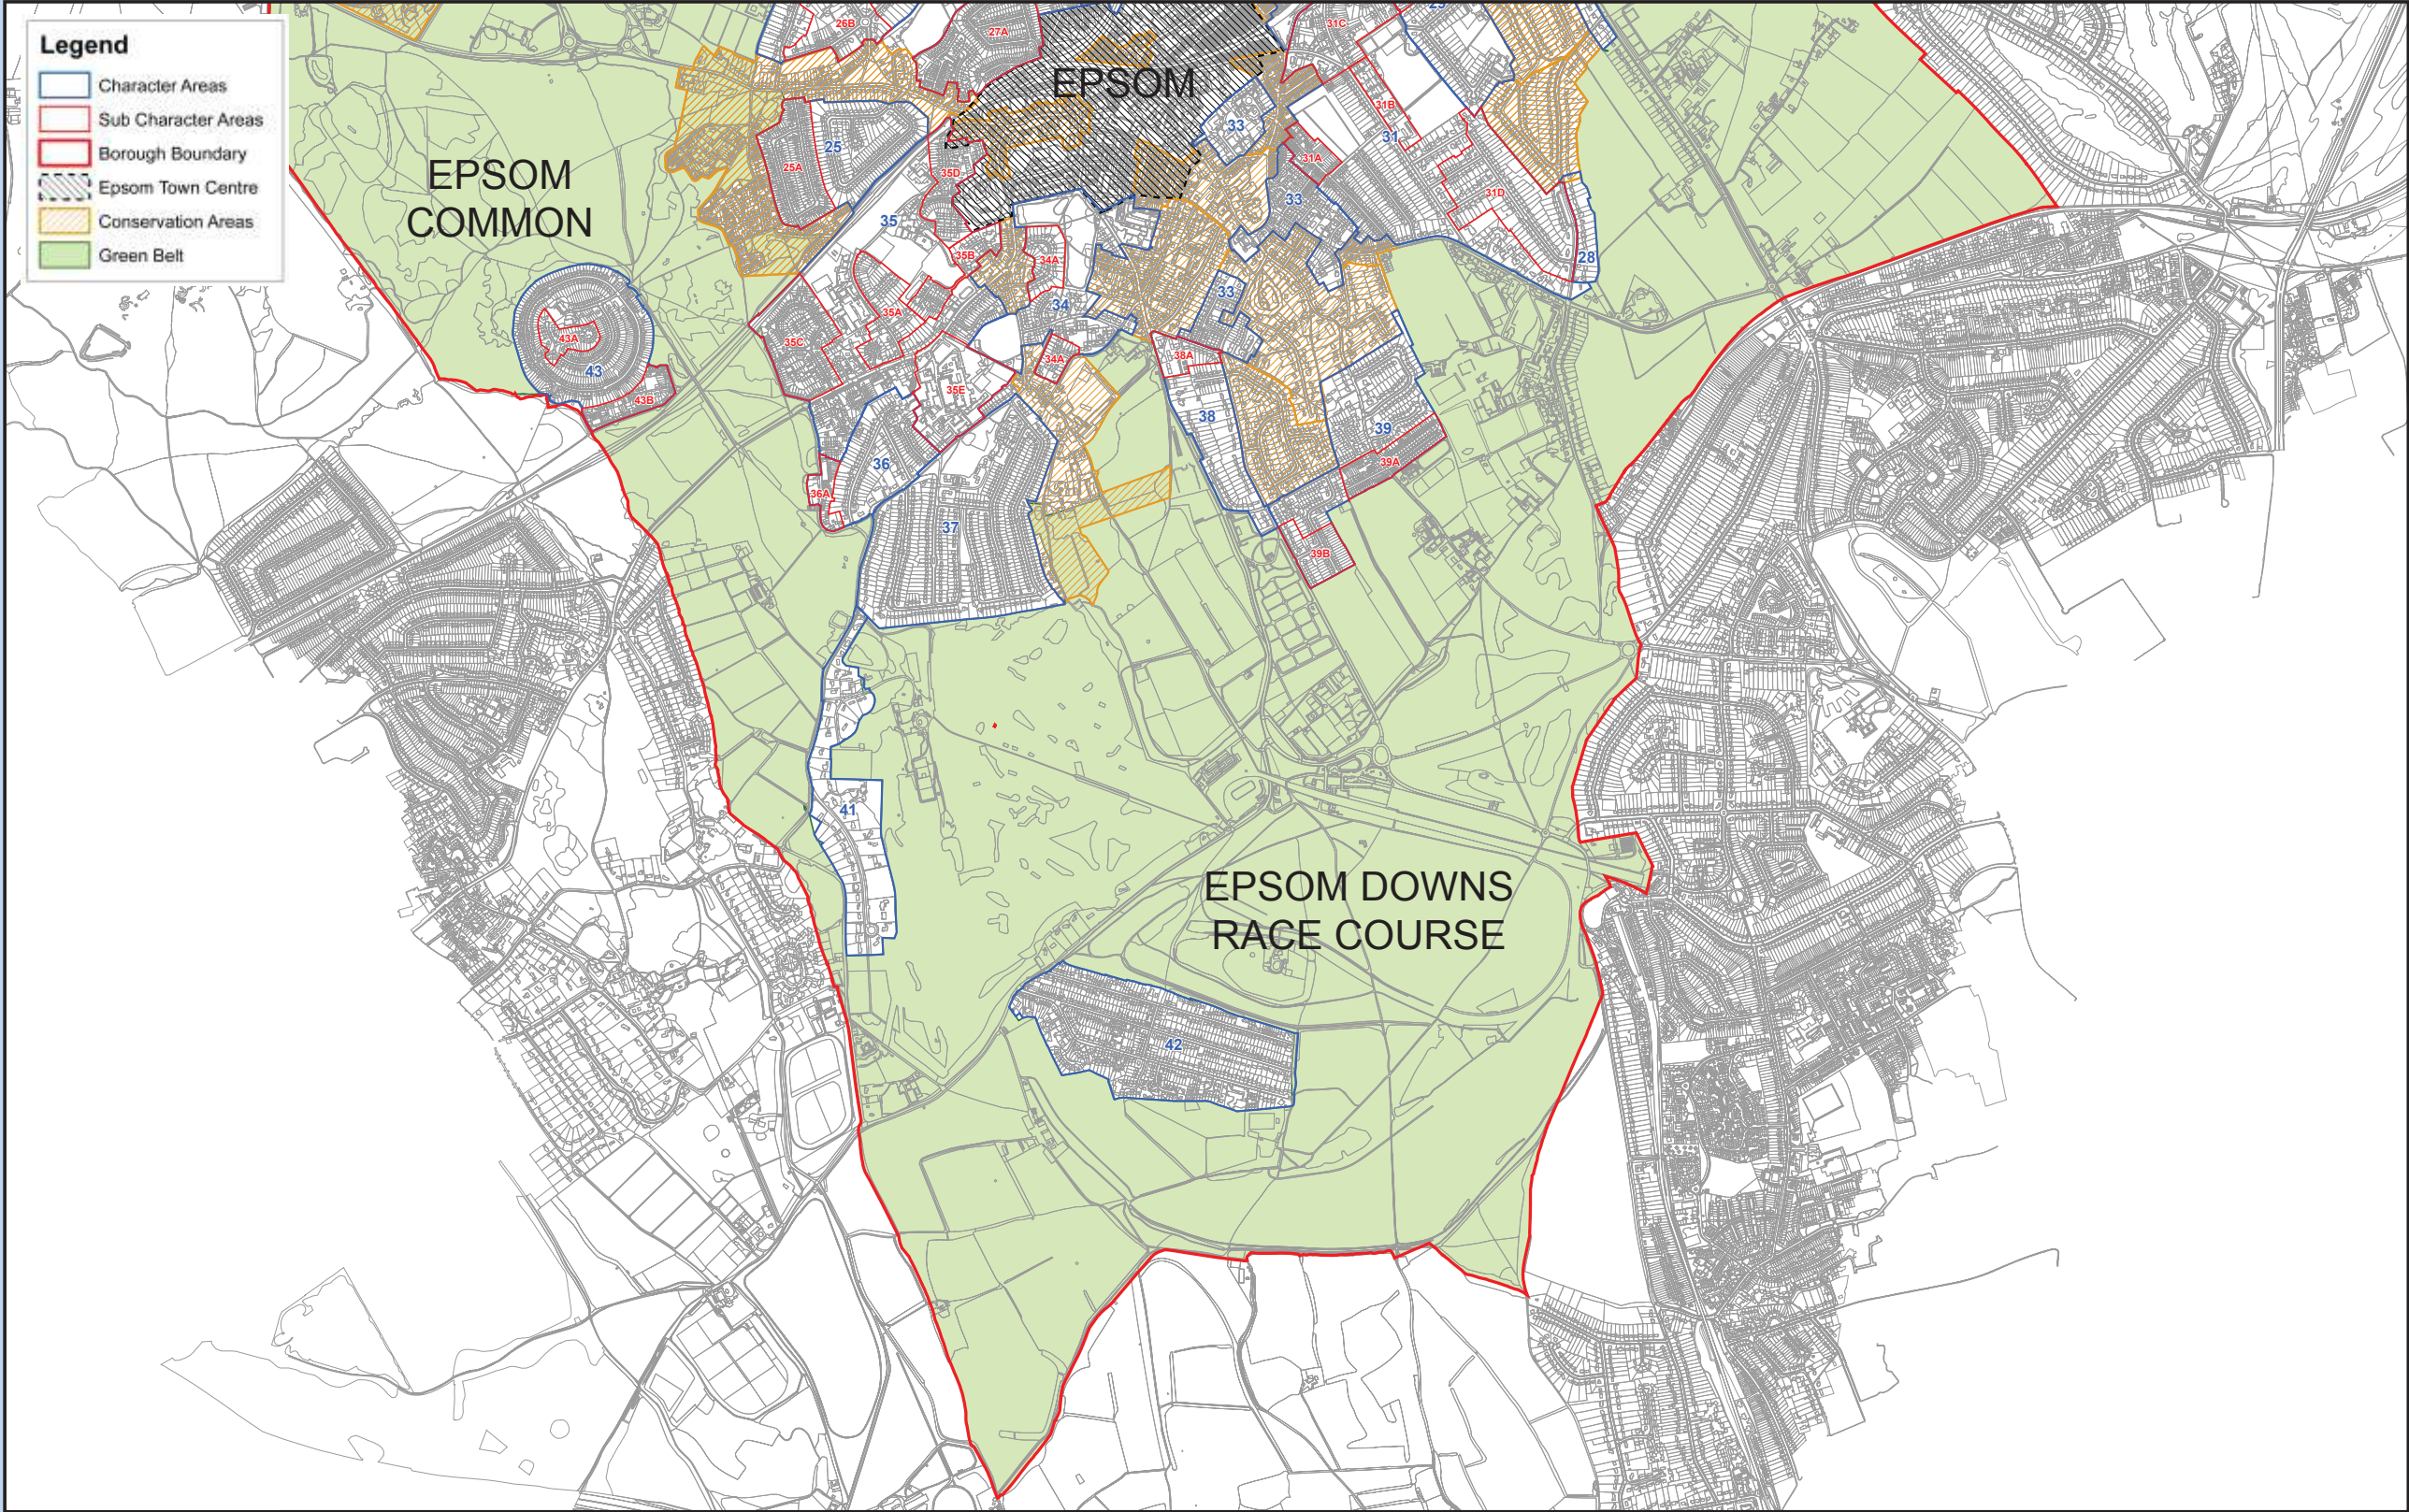 Legend
Character Areas
Sub Character Areas
Borough Boundary
Epsom Town Centre
Conservation Areas
Green Belt
26B
27A
31C
EPSOM
33
31B
31
25
25A
31A
EPSOM
COMMON
35D
31D
33
35
35B
34A
28
33
34
35A
43A
35C
34A
38A
43
35E
43B
38
39
36
39A
36A
37
39B
41
EPSOM DOWNS
RACE COURSE
42